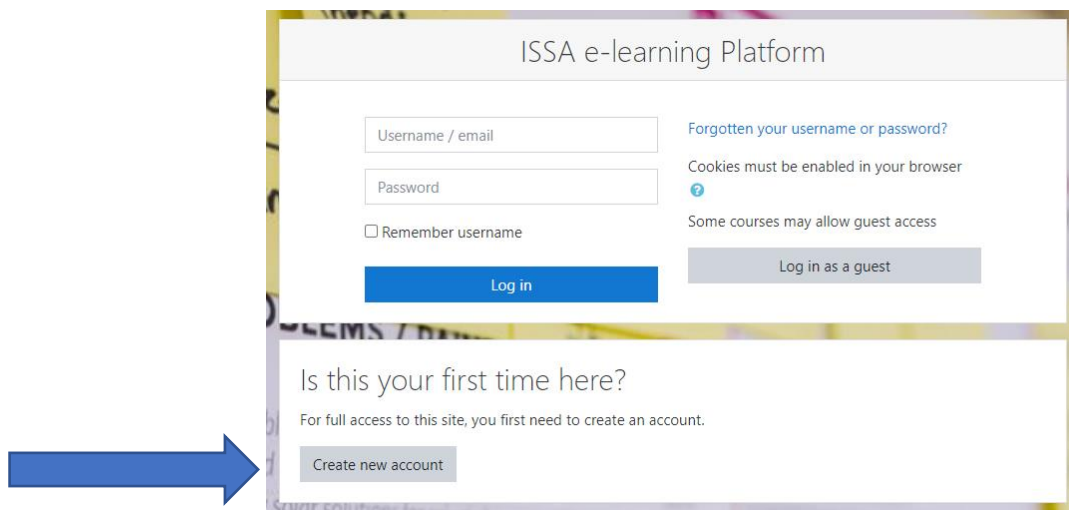 ISSA e-learning Platform
Username / email
Password
Remember username
Log in
Forgotten your username or password?
Cookies must be enabled in your browser
Some courses may allow guest access
Log in as a guest
OBLEMS /
Is this your first time here?
For full access to this site, you first need to create an account.
Create new account